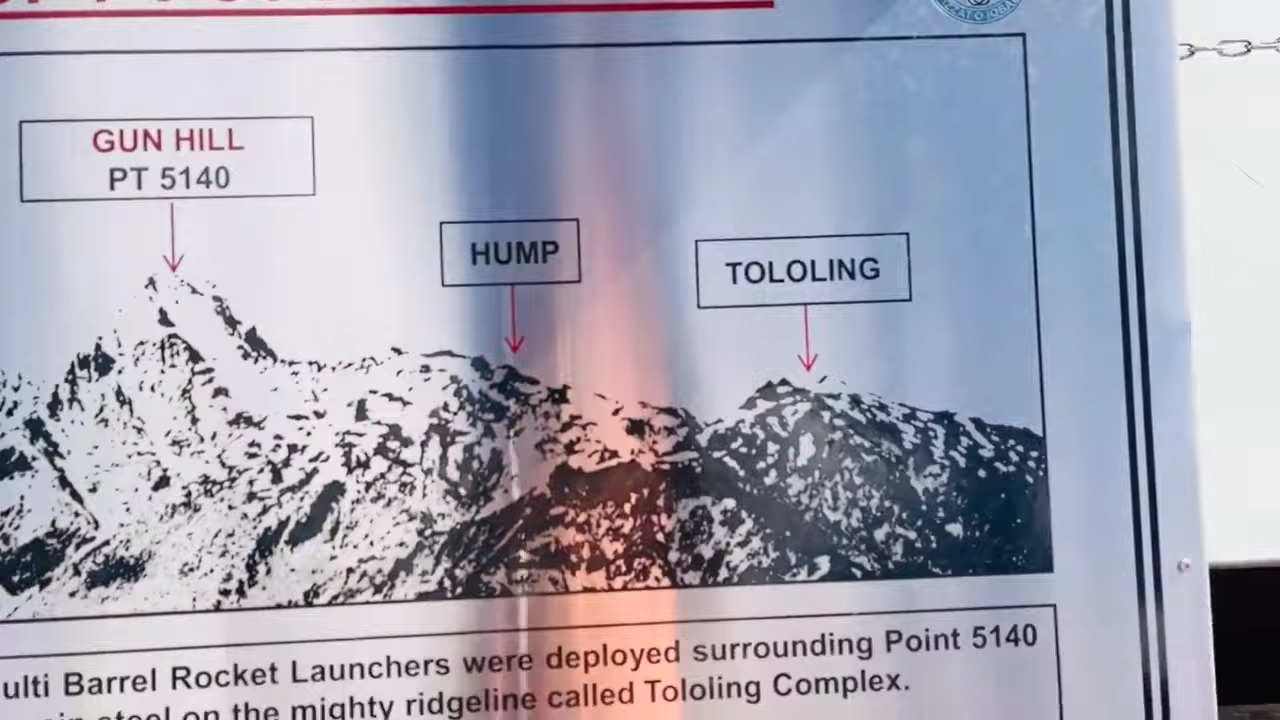 GUN HILL
PT 5140
HUMP
TOLOLING
ulti Barrel Rocket Launchers were deployed surrounding Point 5140
steel on the mighty ridgeline called Tololing Complex.